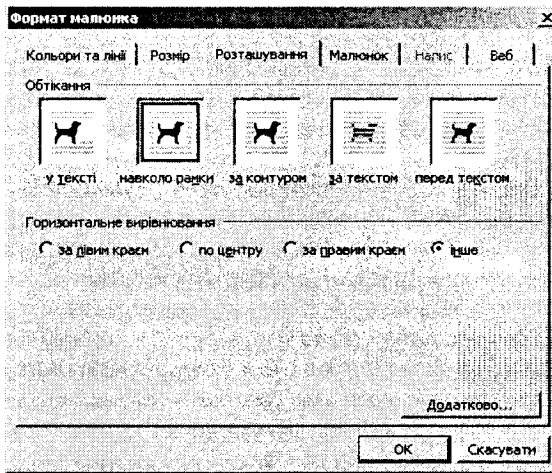 Формат малюнка
Кольори та лінії Розмір Розташування Малюнок Напис Веб
Обтікання
у тексті навколо рамки за контуром за текстом перед текстом
Горизонтальне вирівнювання
за лівим краєм по центру за правим краєм інше
Додатково...
ОК Скасувати